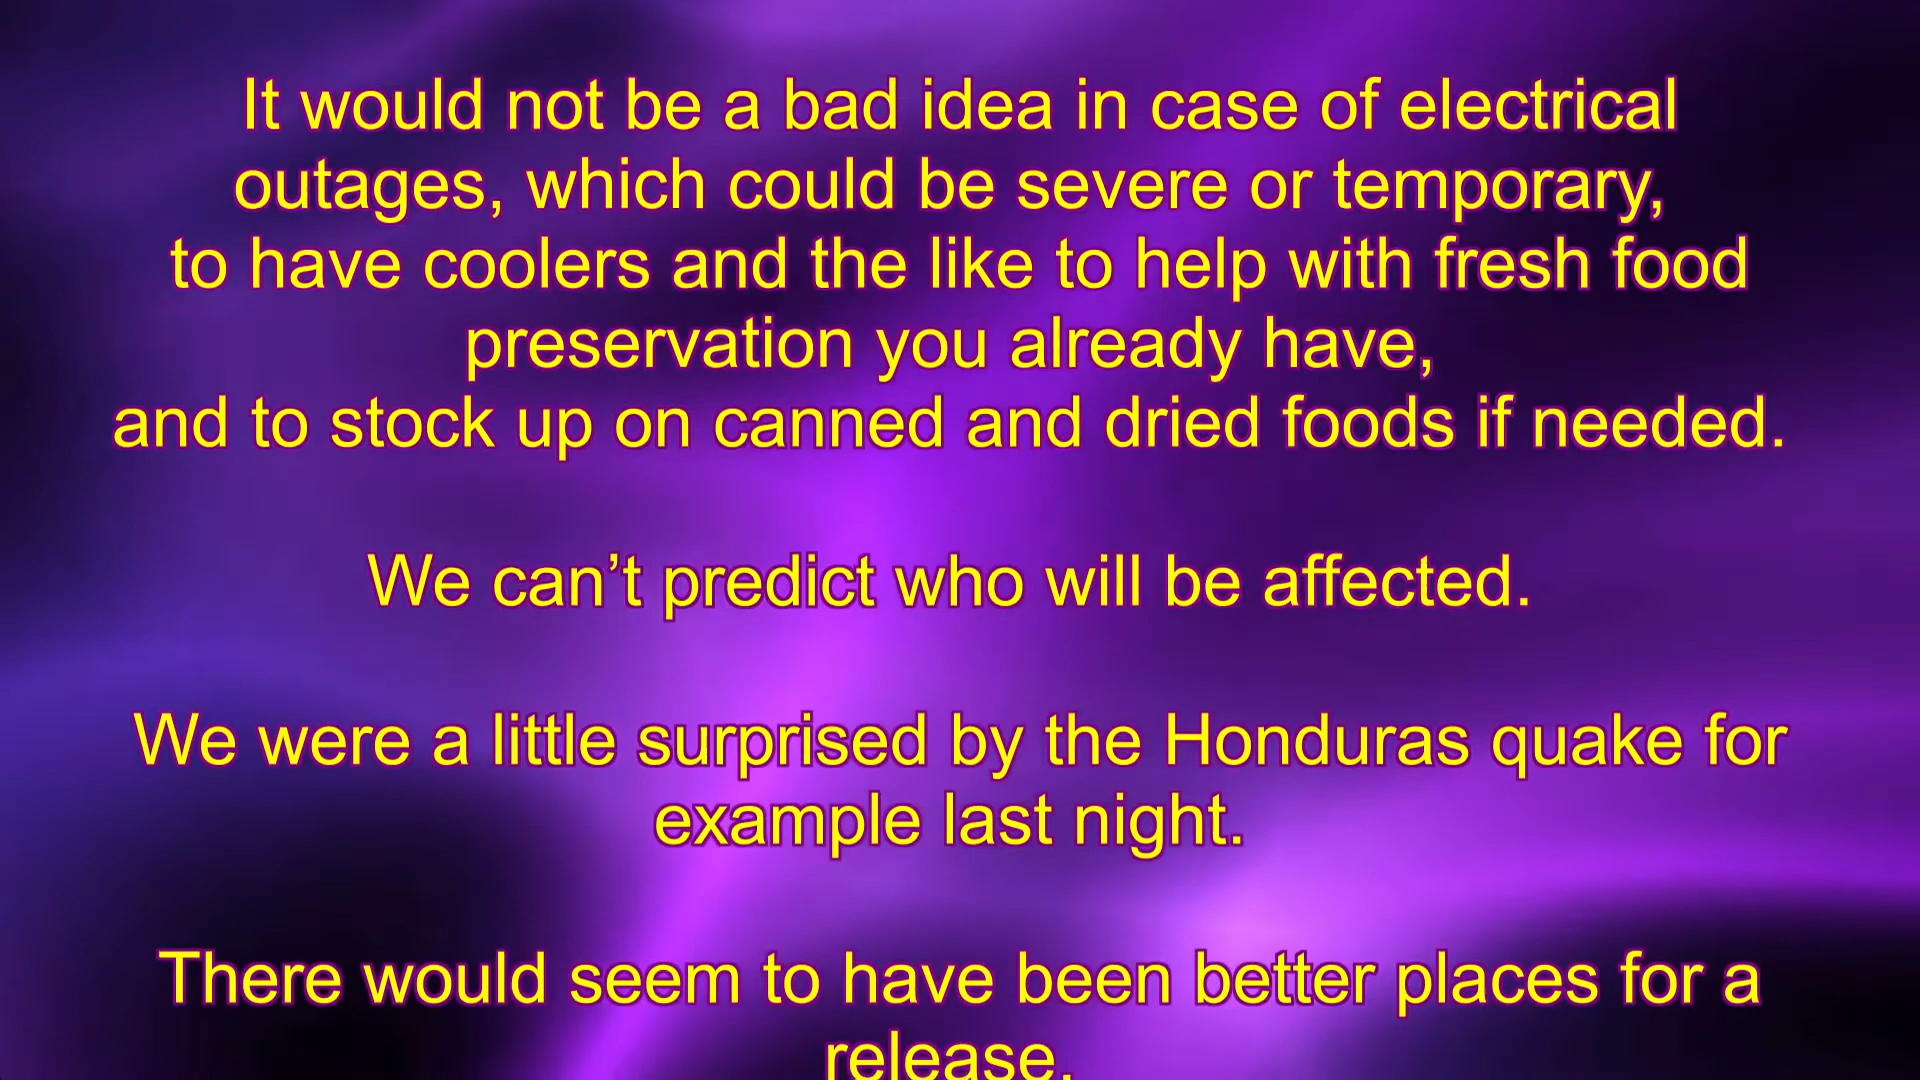 It would not be a bad idea in case of electrical
outages, which could be severe or temporary,
to have coolers and the like to help with fresh food
preservation you already have,
and to stock up on canned and dried foods if needed.
We can’t predict who will be affected.
We were a little surprised by the Honduras quake for
example last night.
There would seem to have been better places for a
release.